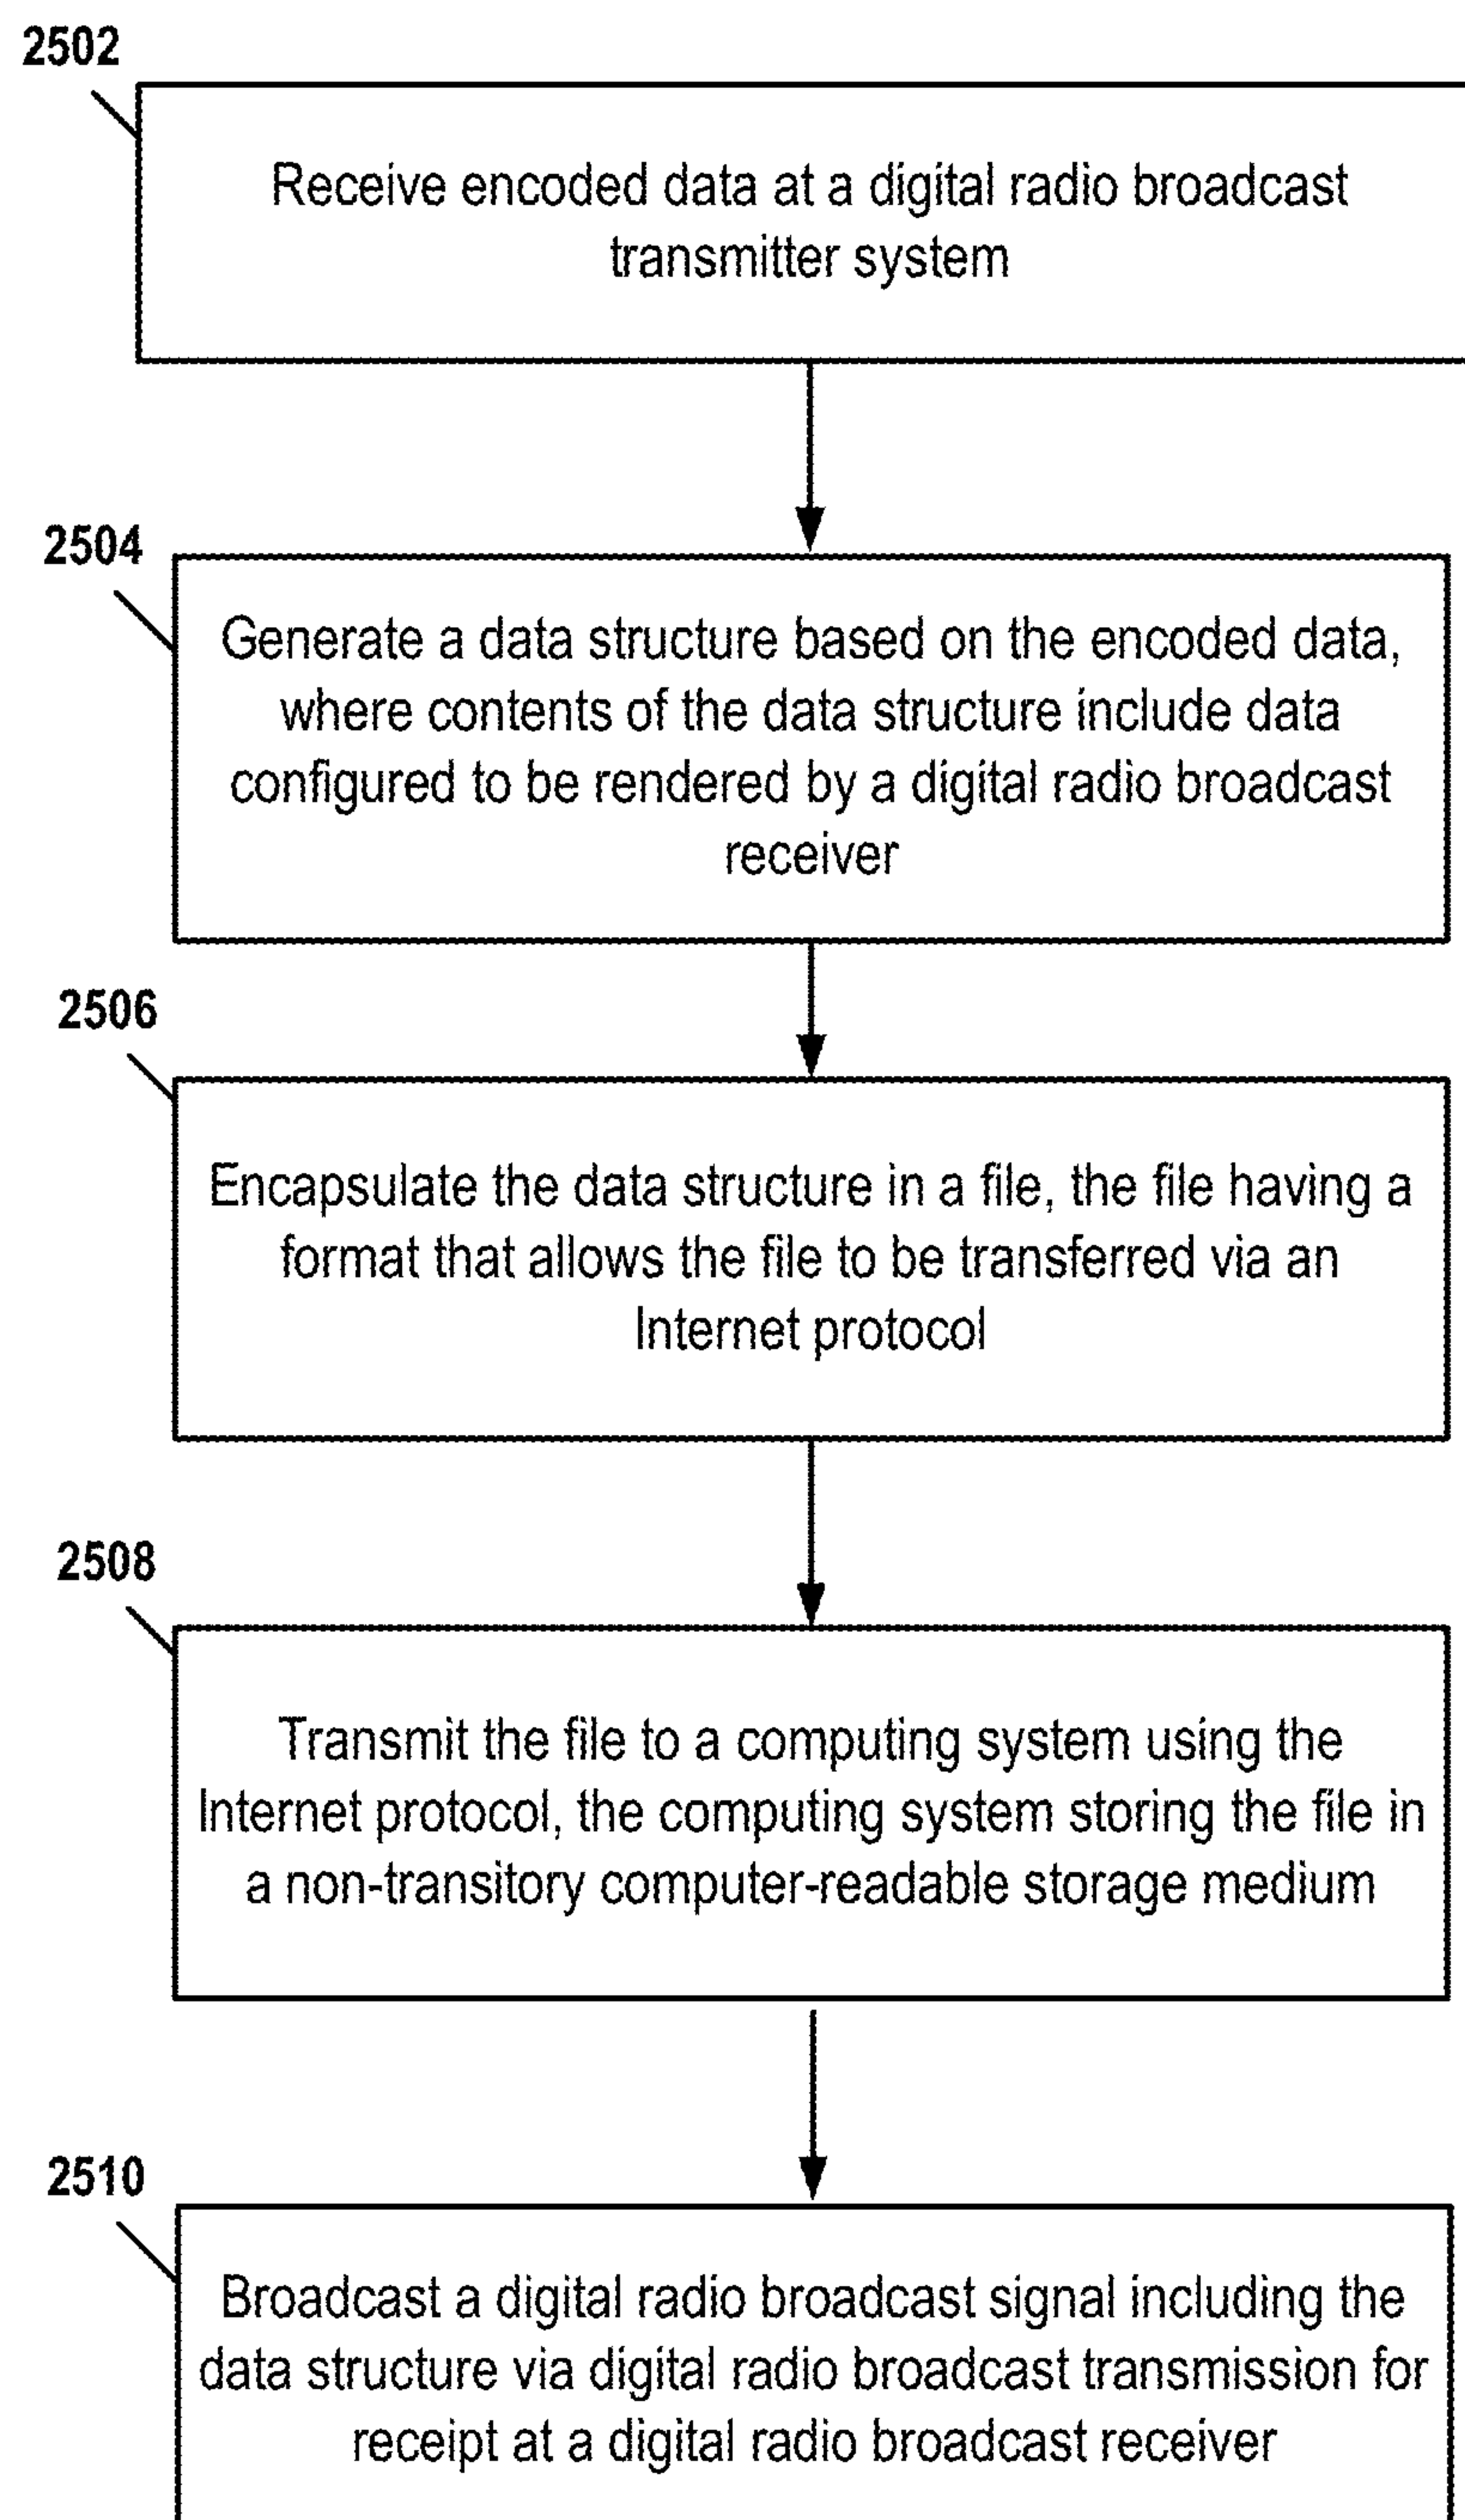 2502
Receive encoded data at a digital radio broadcast
transmitter system
2504
Generate a data structure based on the encoded data,
where contents of the data structure include data
configured to be rendered by a digital radio broadcast
receiver
2506
Encapsulate the data structure in a file, the file having a
format that allows the file to be transferred via an
Internet protocol
2508
Transmit the file to a computing system using the
Internet protocol, the computing system storing the file in
a non-transitory computer-readable storage medium
2510
Broadcast a digital radio broadcast signal including the
data structure via digital radio broadcast transmission for
receipt at a digital radio broadcast receiver